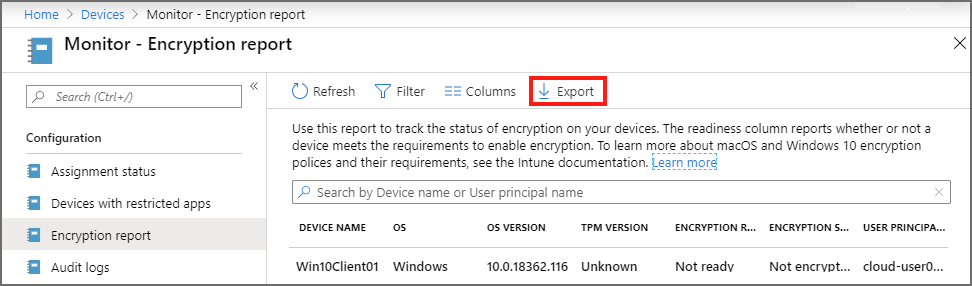 Home > Devices > Monitor - Encryption report
Monitor - Encryption report
Search (Ctrl+/)
Configuration
Assignment status
Devices with restricted apps
Encryption report
Audit logs
Refresh Filter Columns Export
Use this report to track the status of encryption on your devices. The readiness column reports whether or not a
device meets the requirements to enable encryption. To learn more about macOS and Windows 10 encryption
polices and their requirements, see the Intune documentation. Learn more
Search by Device name or User principal name
DEVICE NAME OS OS VERSION TPM VERSION ENCRYPTION R... ENCRYPTION S... USER PRINCIPA...
Win10Client01 Windows 10.0.18362.116 Unknown Not ready Not encrypt... cloud-user0...